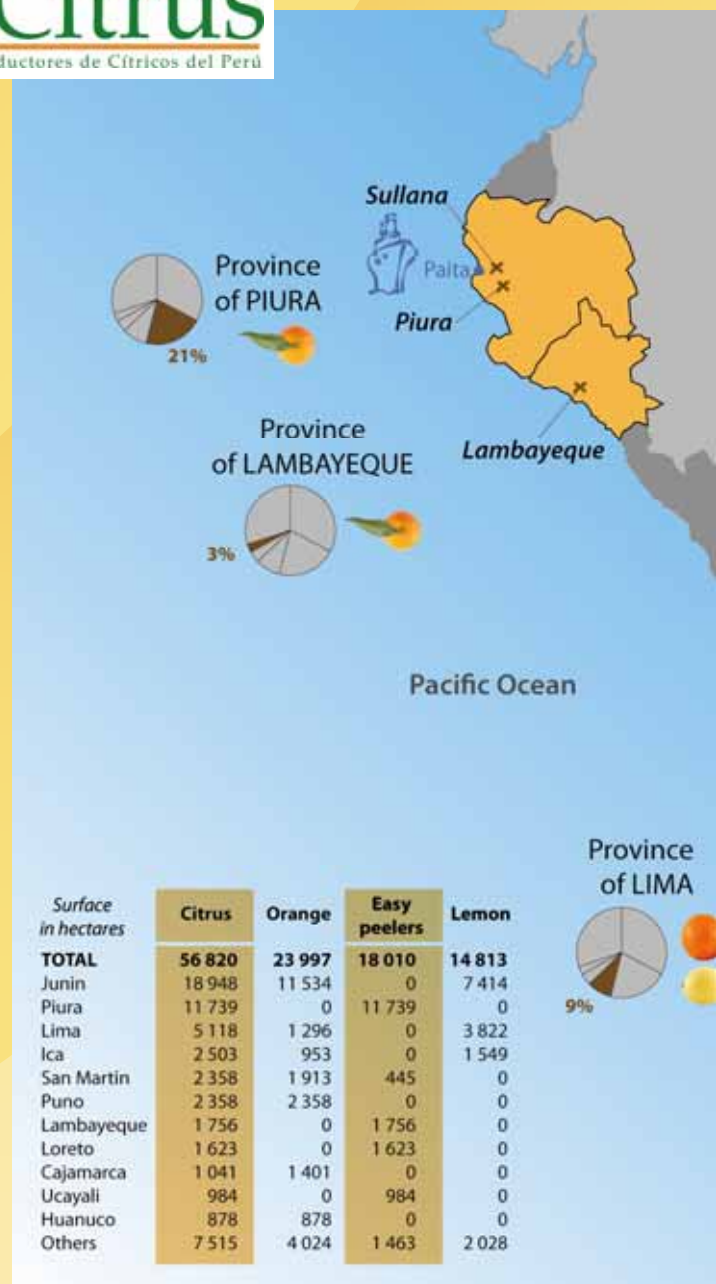 Citrus
ductores de Cítricos del Perú
Sullana
Paita
Piura
Province
of PIURA
21%
Province
of LAMBAYEQUE
3%
Lambayeque
Pacific Ocean
Province
of LIMA
9%
Surface in hectares Citrus Orange Easy peelers Lemon
TOTAL 56 820 23 997 18 010 14 813
Junin 18 948 11 534 0 7 414
Piura 11 739 0 11 739 0
Lima 5 118 1 296 0 3 822
Ica 2 503 953 0 1 549
San Martin 2 358 1 913 445 0
Puno 2 358 2 358 0 0
Lambayeque 1 756 0 1 756 0
Loreto 1 623 0 1 623 0
Cajamarca 1 041 1 401 0 0
Ucayali 984 0 984 0
Huanuco 878 878 0 0
Others 7 515 4 024 1 463 2 028